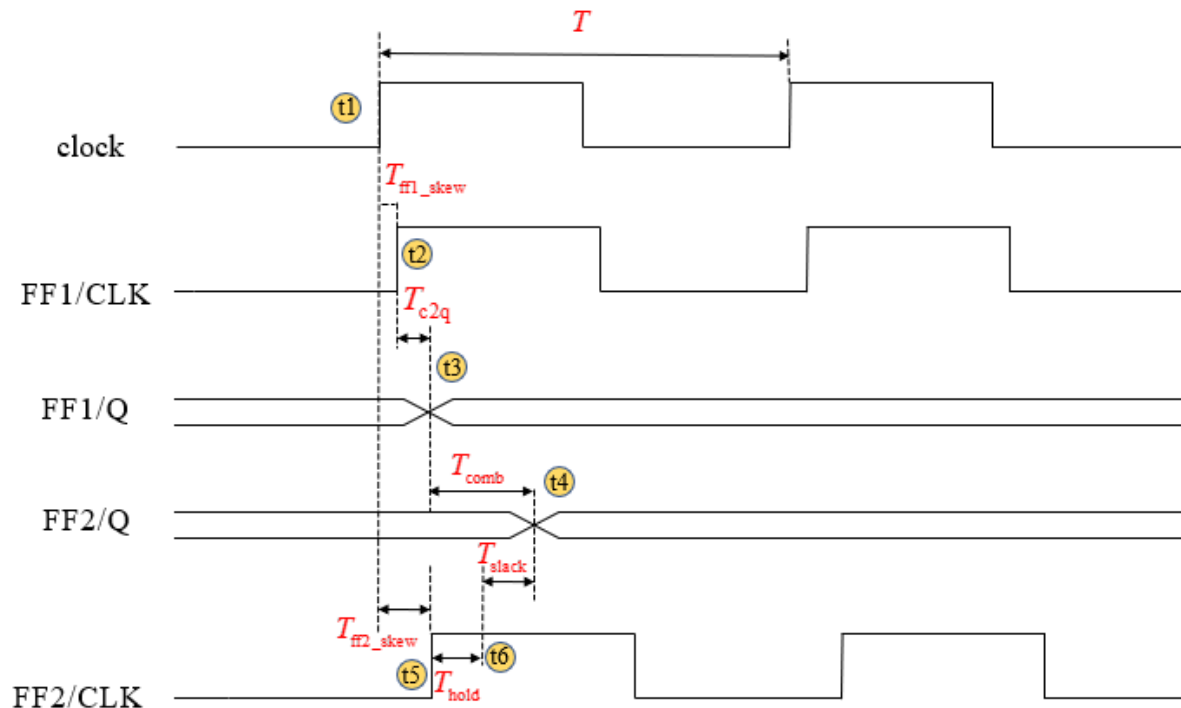 T
t1
clock
Tff1_skew
t2
FF1/CLK
Tc2q
t3
FF1/Q
Tcomb
t4
FF2/Q
Tslack
Tff2_skew
t6
t5
Thold
FF2/CLK